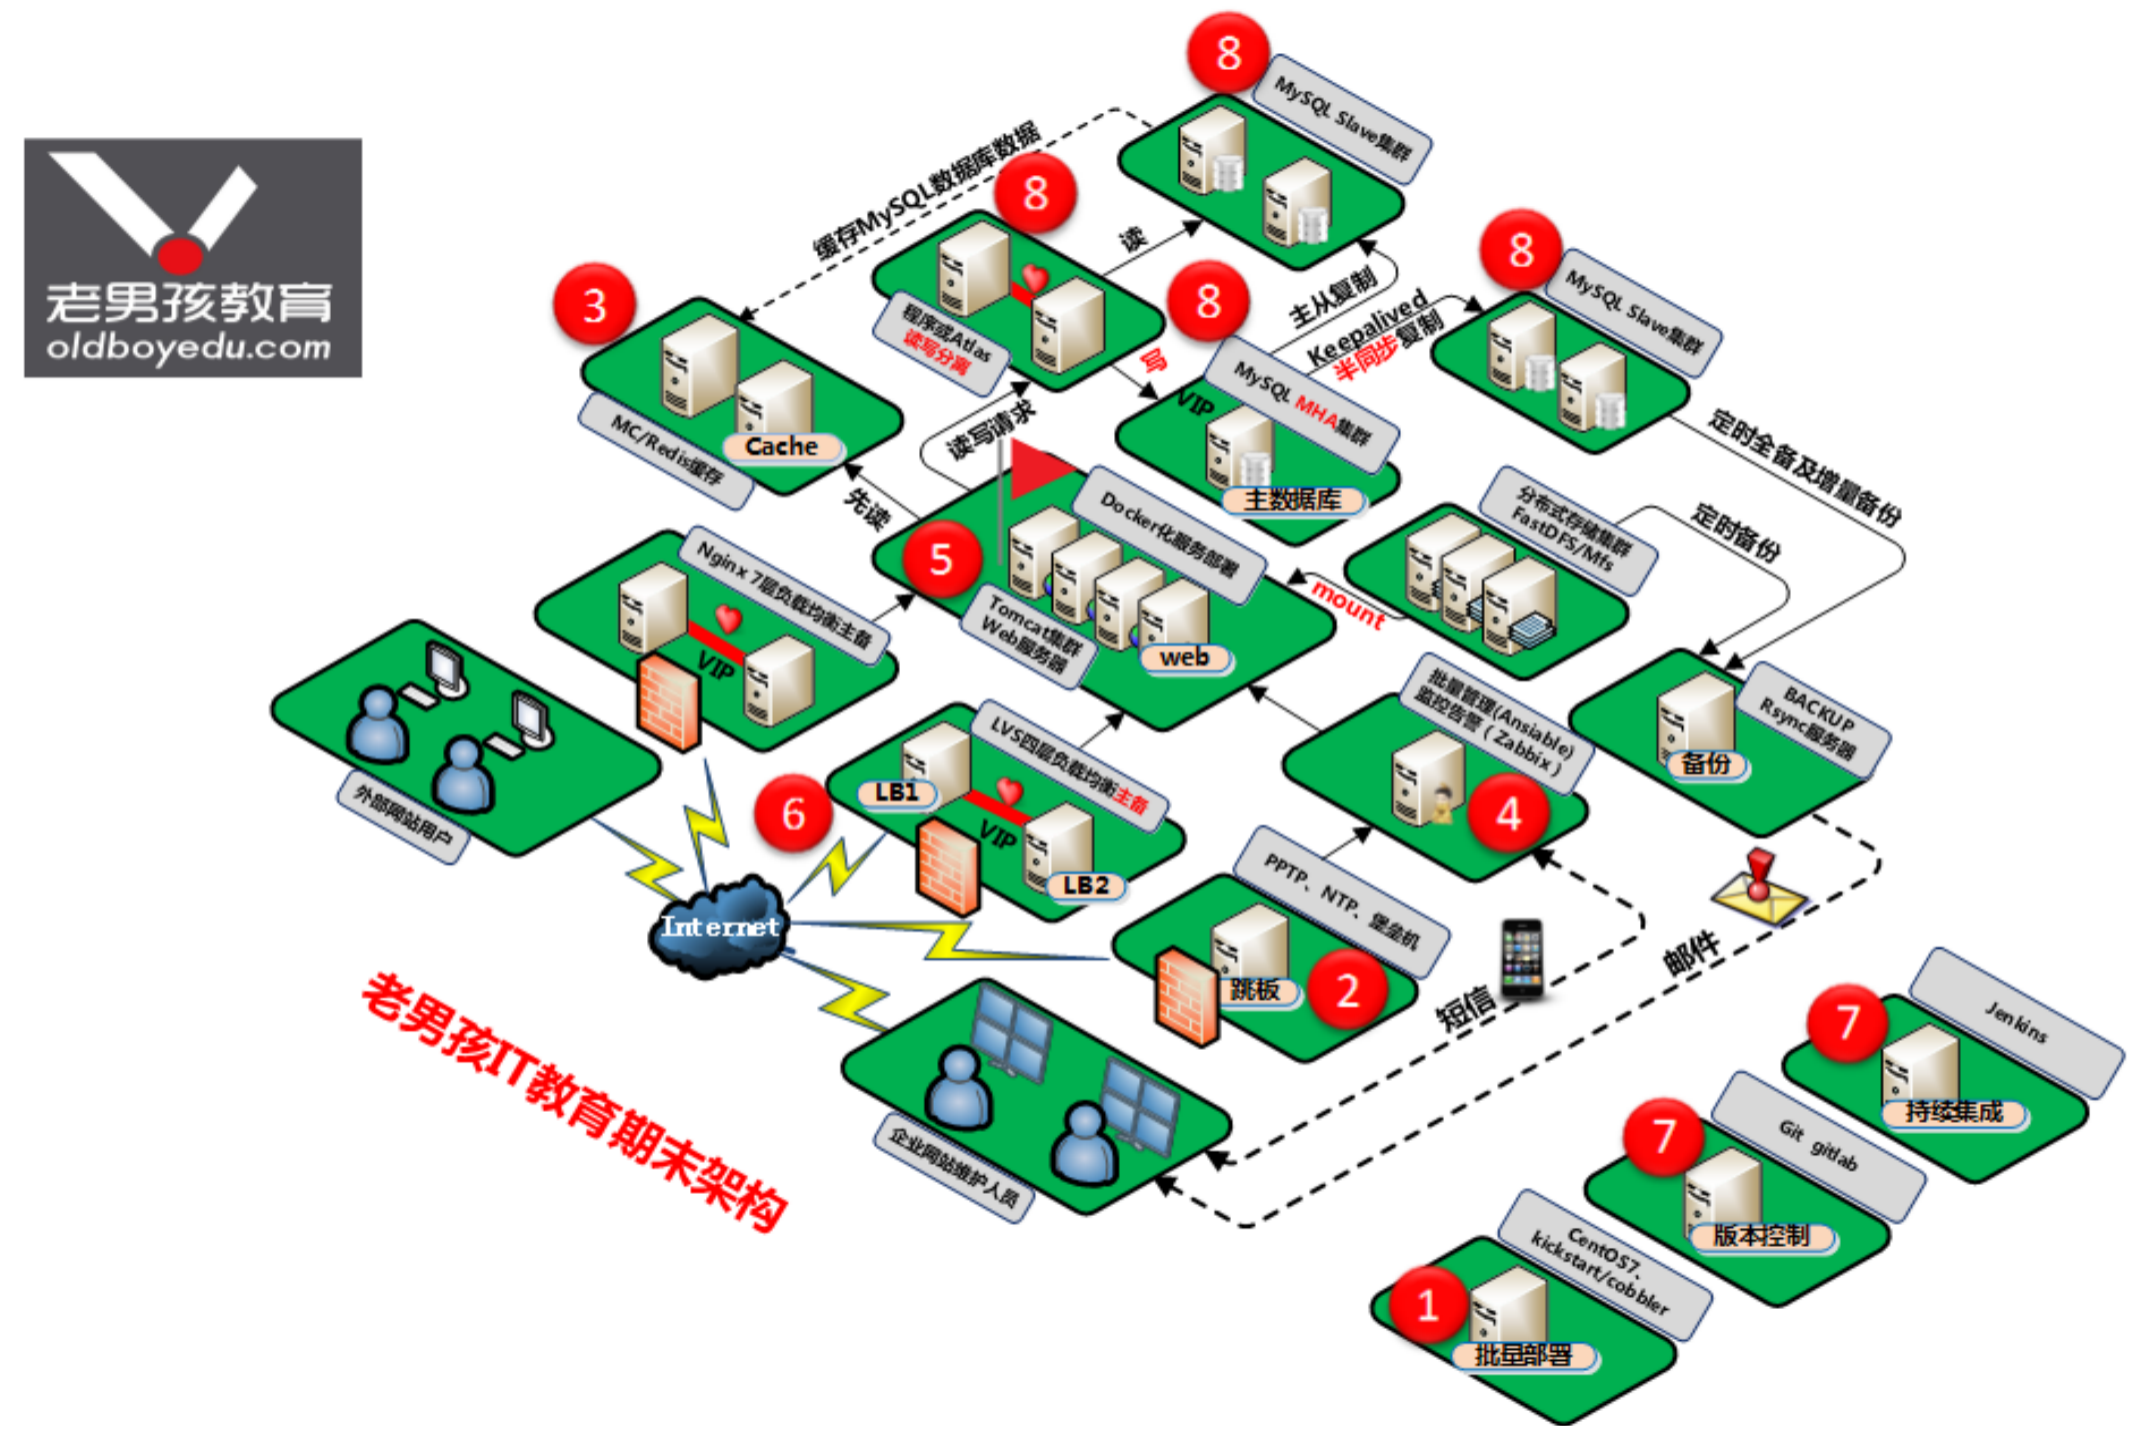 老男孩教育
oldboyedu.com
8
MySQL Slave集群
缓存MySQL数据库数据
8
读
程序或Atlas
读写分离
写
8
主从复制
Keepalived
半同步复制
8
MySQL Slave集群
3
Cache
MC/Redis缓存
VIP
MySQL MHA集群
主数据库
读写请求
先读
定时全备及增量备份
5
Docker化服务部署
Tomcat集群
Web服务器
web
分布式存储集群
FastDFS/Mfs
定时备份
mount
Nginx 7层负载均衡主备
VIP
外部网站用户
6
LVS四层负载均衡主备
LB1
VIP
LB2
批量管理(Ansiable)
监控告警 ( Zabbix )
4
BACKUP
Rsync服务器
备份
Internet
PPTP、NTP、堡垒机
跳板
2
短信
邮件
企业网站维护人员
老男孩IT教育期末架构
7
Jenkins
持续集成
7
Git gitlab
版本控制
1
CentOS7、
kickstart/cobbler
批量部署